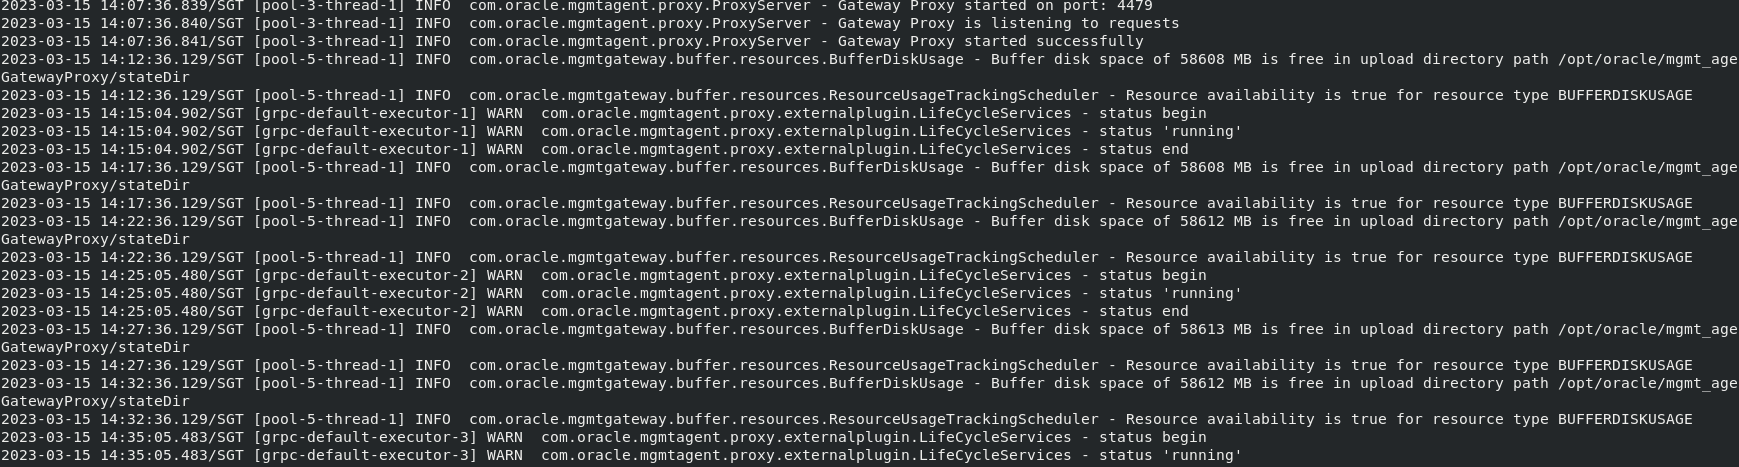 2023-03-15 14:07:36.839/SGT [pool-3-thread-1] INFO  com.oracle.mgmtagent.proxy.ProxyServer - Gateway Proxy started on port: 4479
2023-03-15 14:07:36.840/SGT [pool-3-thread-1] INFO  com.oracle.mgmtagent.proxy.ProxyServer - Gateway Proxy is listening to requests
2023-03-15 14:07:36.841/SGT [pool-3-thread-1] INFO  com.oracle.mgmtagent.proxy.ProxyServer - Gateway Proxy started successfully
2023-03-15 14:12:36.129/SGT [pool-5-thread-1] INFO  com.oracle.mgmtgateway.buffer.resources.BufferDiskUsage - Buffer disk space of 58608 MB is free in upload directory path /opt/oracle/mgmt_age
GatewayProxy/stateDir
2023-03-15 14:12:36.129/SGT [pool-5-thread-1] INFO  com.oracle.mgmtgateway.buffer.resources.ResourceUsageTrackingScheduler - Resource availability is true for resource type BUFFERDISKUSAGE
2023-03-15 14:15:04.902/SGT [grpc-default-executor-1] WARN  com.oracle.mgmtagent.proxy.externalplugin.LifeCycleServices - status begin
2023-03-15 14:15:04.902/SGT [grpc-default-executor-1] WARN  com.oracle.mgmtagent.proxy.externalplugin.LifeCycleServices - status 'running'
2023-03-15 14:15:04.902/SGT [grpc-default-executor-1] WARN  com.oracle.mgmtagent.proxy.externalplugin.LifeCycleServices - status end
2023-03-15 14:17:36.129/SGT [pool-5-thread-1] INFO  com.oracle.mgmtgateway.buffer.resources.BufferDiskUsage - Buffer disk space of 58608 MB is free in upload directory path /opt/oracle/mgmt_age
GatewayProxy/stateDir
2023-03-15 14:17:36.129/SGT [pool-5-thread-1] INFO  com.oracle.mgmtgateway.buffer.resources.ResourceUsageTrackingScheduler - Resource availability is true for resource type BUFFERDISKUSAGE
2023-03-15 14:22:36.129/SGT [pool-5-thread-1] INFO  com.oracle.mgmtgateway.buffer.resources.BufferDiskUsage - Buffer disk space of 58612 MB is free in upload directory path /opt/oracle/mgmt_age
GatewayProxy/stateDir
2023-03-15 14:22:36.129/SGT [pool-5-thread-1] INFO  com.oracle.mgmtgateway.buffer.resources.ResourceUsageTrackingScheduler - Resource availability is true for resource type BUFFERDISKUSAGE
2023-03-15 14:25:05.480/SGT [grpc-default-executor-2] WARN  com.oracle.mgmtagent.proxy.externalplugin.LifeCycleServices - status begin
2023-03-15 14:25:05.480/SGT [grpc-default-executor-2] WARN  com.oracle.mgmtagent.proxy.externalplugin.LifeCycleServices - status 'running'
2023-03-15 14:25:05.480/SGT [grpc-default-executor-2] WARN  com.oracle.mgmtagent.proxy.externalplugin.LifeCycleServices - status end
2023-03-15 14:27:36.129/SGT [pool-5-thread-1] INFO  com.oracle.mgmtgateway.buffer.resources.BufferDiskUsage - Buffer disk space of 58613 MB is free in upload directory path /opt/oracle/mgmt_age
GatewayProxy/stateDir
2023-03-15 14:27:36.129/SGT [pool-5-thread-1] INFO  com.oracle.mgmtgateway.buffer.resources.ResourceUsageTrackingScheduler - Resource availability is true for resource type BUFFERDISKUSAGE
2023-03-15 14:32:36.129/SGT [pool-5-thread-1] INFO  com.oracle.mgmtgateway.buffer.resources.BufferDiskUsage - Buffer disk space of 58612 MB is free in upload directory path /opt/oracle/mgmt_age
GatewayProxy/stateDir
2023-03-15 14:32:36.129/SGT [pool-5-thread-1] INFO  com.oracle.mgmtgateway.buffer.resources.ResourceUsageTrackingScheduler - Resource availability is true for resource type BUFFERDISKUSAGE
2023-03-15 14:35:05.483/SGT [grpc-default-executor-3] WARN  com.oracle.mgmtagent.proxy.externalplugin.LifeCycleServices - status begin
2023-03-15 14:35:05.483/SGT [grpc-default-executor-3] WARN  com.oracle.mgmtagent.proxy.externalplugin.LifeCycleServices - status 'running'